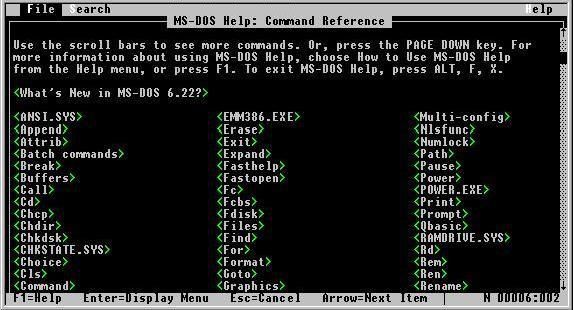 File Search Help
MS-DOS Help: Command Reference
Use the scroll bars to see more commands. Or, press the PAGE DOWN key. For
more information about using MS-DOS Help, choose How to Use MS-DOS Help
from the Help menu, or press F1. To exit MS-DOS Help, press ALT, F, X.
<What's New in MS-DOS 6.22?>
<ANSI.SYS> <EMM386.EXE> <Multi-config>
<Append> <Erase> <Nlsfunc>
<Attrib> <Exit> <Numlock>
<Batch commands> <Expand> <Path>
<Break> <Fasthelp> <Pause>
<Buffers> <Fastopen> <Power>
<Call> <Fc> <POWER.EXE>
<Cd> <Fcbs> <Print>
<Chcp> <Fdisk> <Prompt>
<Chdir> <Files> <Qbasic>
<Chkdsk> <Find> <RAMDRIVE.SYS>
<CHKSTATE.SYS> <For> <Rd>
<Choice> <Format> <Rem>
<Cls> <Goto> <Ren>
<Command> <Graphics> <Rename>
F1=Help Enter=Display Menu Esc=Cancel Arrow=Next Item N 00006:002